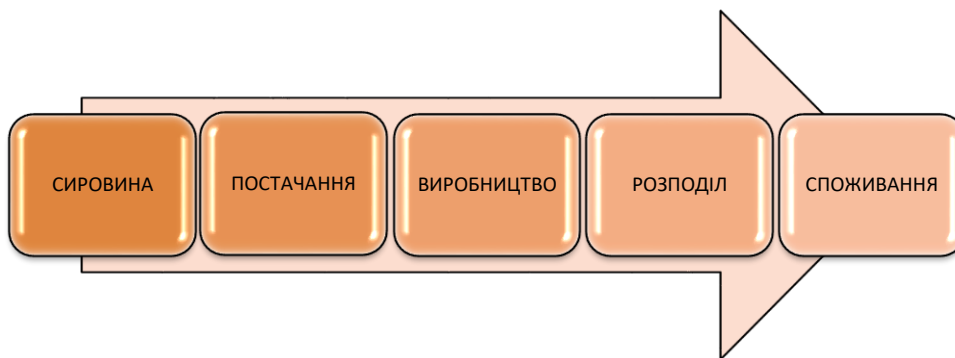 СИРОВИНА
ПОСТАЧАННЯ
ВИРОБНИЦТВО
РОЗПОДІЛ
СПОЖИВАННЯ